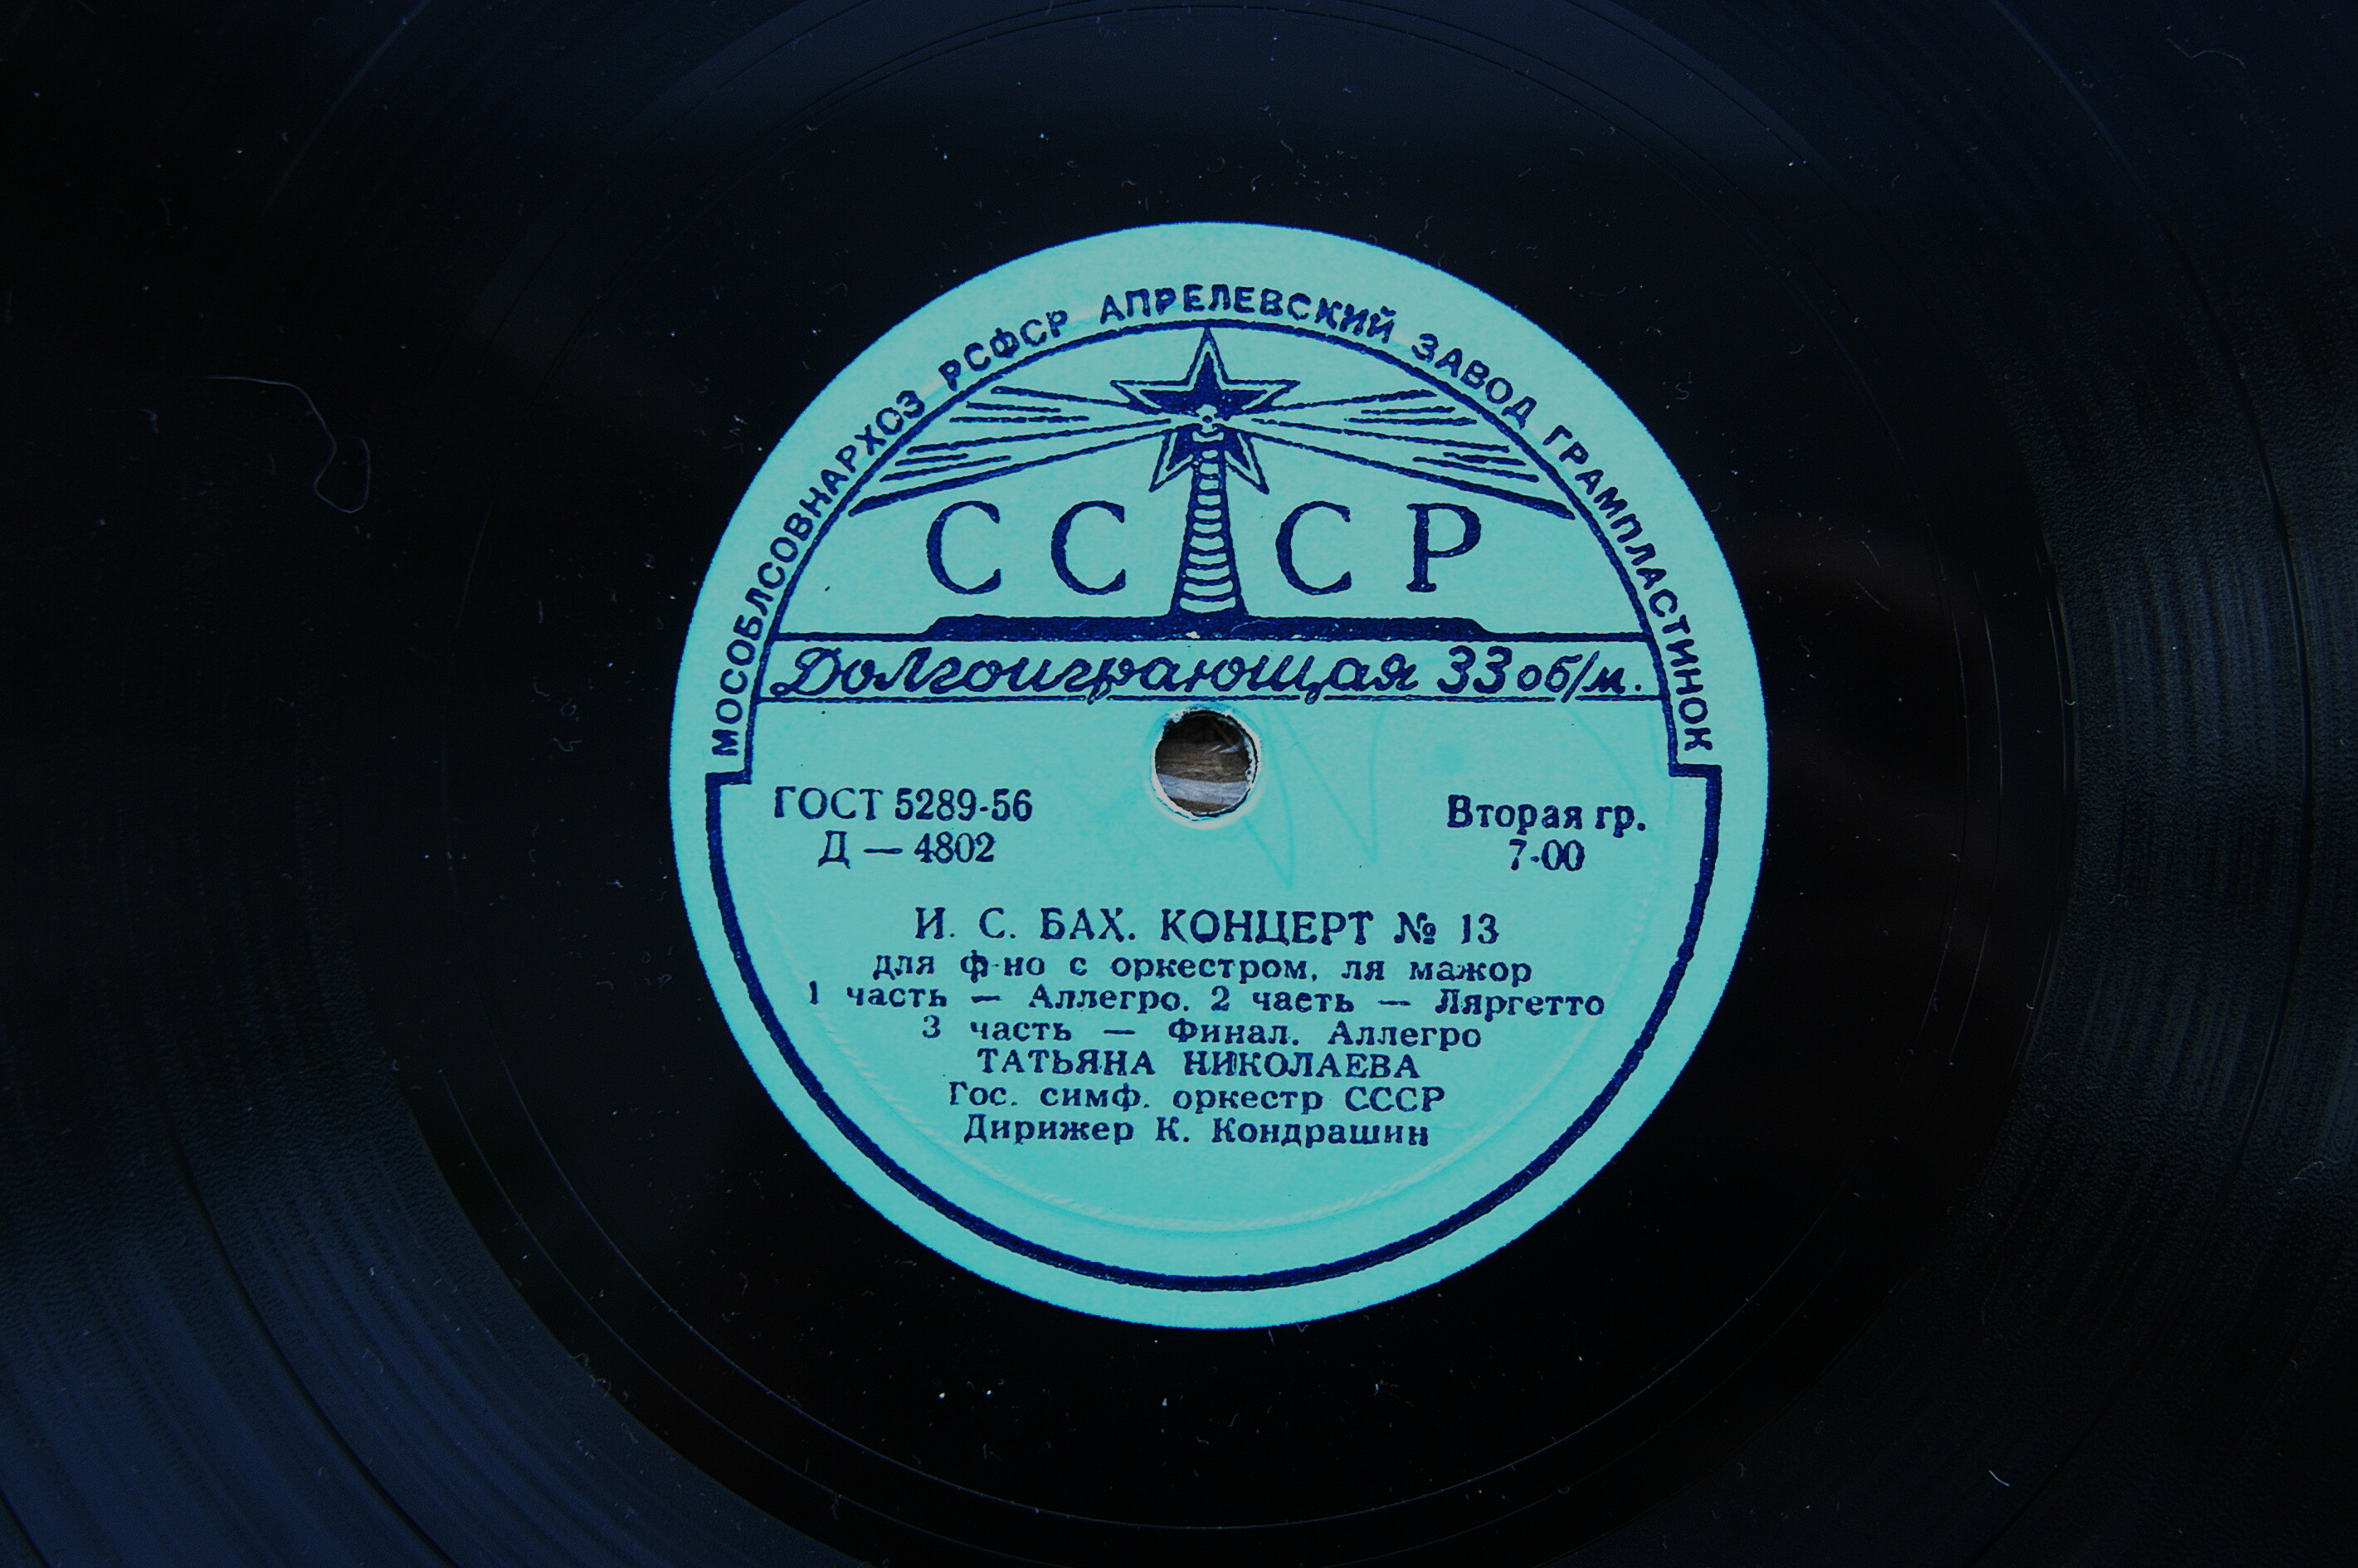 МОСОБЛСОВНАРХОЗ РСФСР АПРЕЛЕВСКИЙ ЗАВОД ГРАМПЛАСТИНОК
СССР
Долгоиграющая 33 об/м.
ГОСТ 5289-56
Д — 4802
Вторая гр.
7-00
И. С. БАХ. КОНЦЕРТ № 13
для ф-но с оркестром, ля мажор
1 часть — Аллегро. 2 часть — Ляргетто
3 часть — Финал. Аллегро
ТАТЬЯНА НИКОЛАЕВА
Гос. симф. оркестр СССР
Дирижер К. Кондрашин